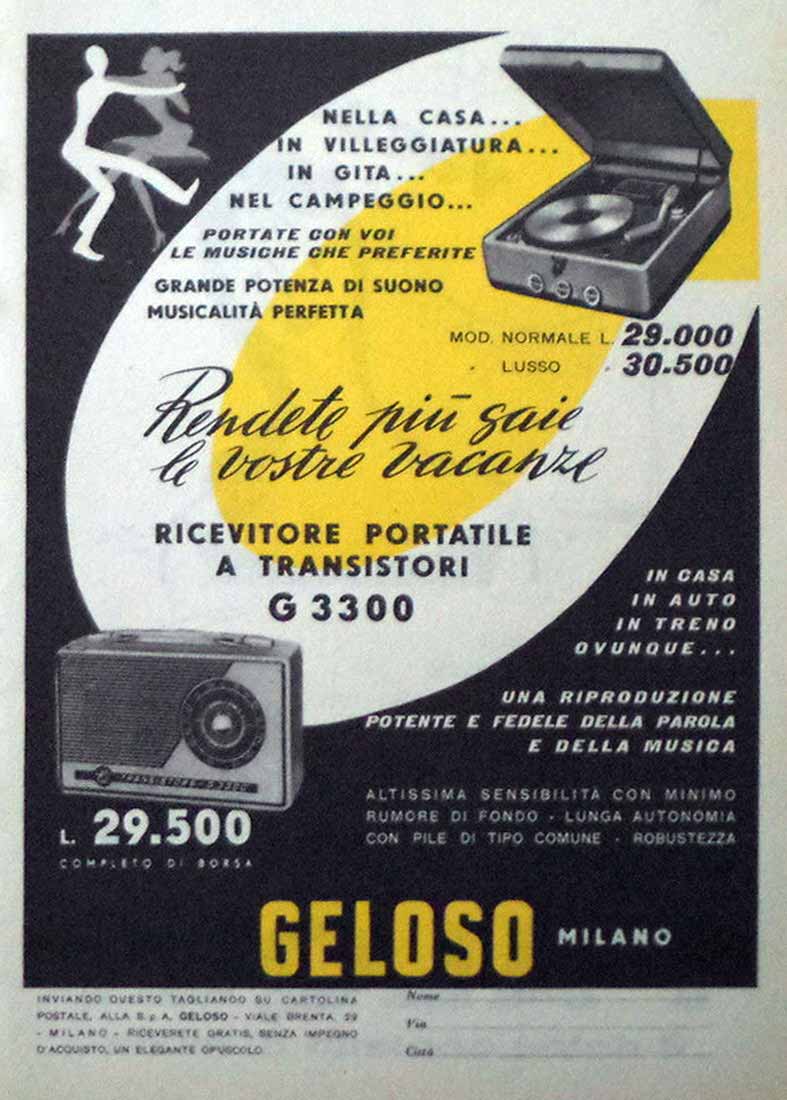 NELLA CASA...
IN VILLEGGIATURA...
IN GITA...
NEL CAMPEGGIO...
PORTATE CON VOI
LE MUSICHE CHE PREFERITE
GRANDE POTENZA DI SUONO
MUSICALITÀ PERFETTA
MOD. NORMALE L. 29.000
" LUSSO " 30.500
Rendete più gaie
le vostre vacanze
RICEVITORE PORTATILE
A TRANSISTORI
G 3300
IN CASA
IN AUTO
IN TRENO
OVUNQUE...
UNA RIPRODUZIONE
POTENTE E FEDELE DELLA PAROLA
E DELLA MUSICA
TRANSISTORS - G.3300
L. 29.500
COMPLETO DI BORSA
ALTISSIMA SENSIBILITÀ CON MINIMO
RUMORE DI FONDO - LUNGA AUTONOMIA
CON PILE DI TIPO COMUNE - ROBUSTEZZA
GELOSO MILANO
INVIANDO QUESTO TAGLIANDO SU CARTOLINA
POSTALE, ALLA S.p.A. GELOSO - VIALE BRENTA, 29
- MILANO - RICEVERETE GRATIS, SENZA IMPEGNO
D'ACQUISTO, UN ELEGANTE OPUSCOLO.
Nome
Via
Città